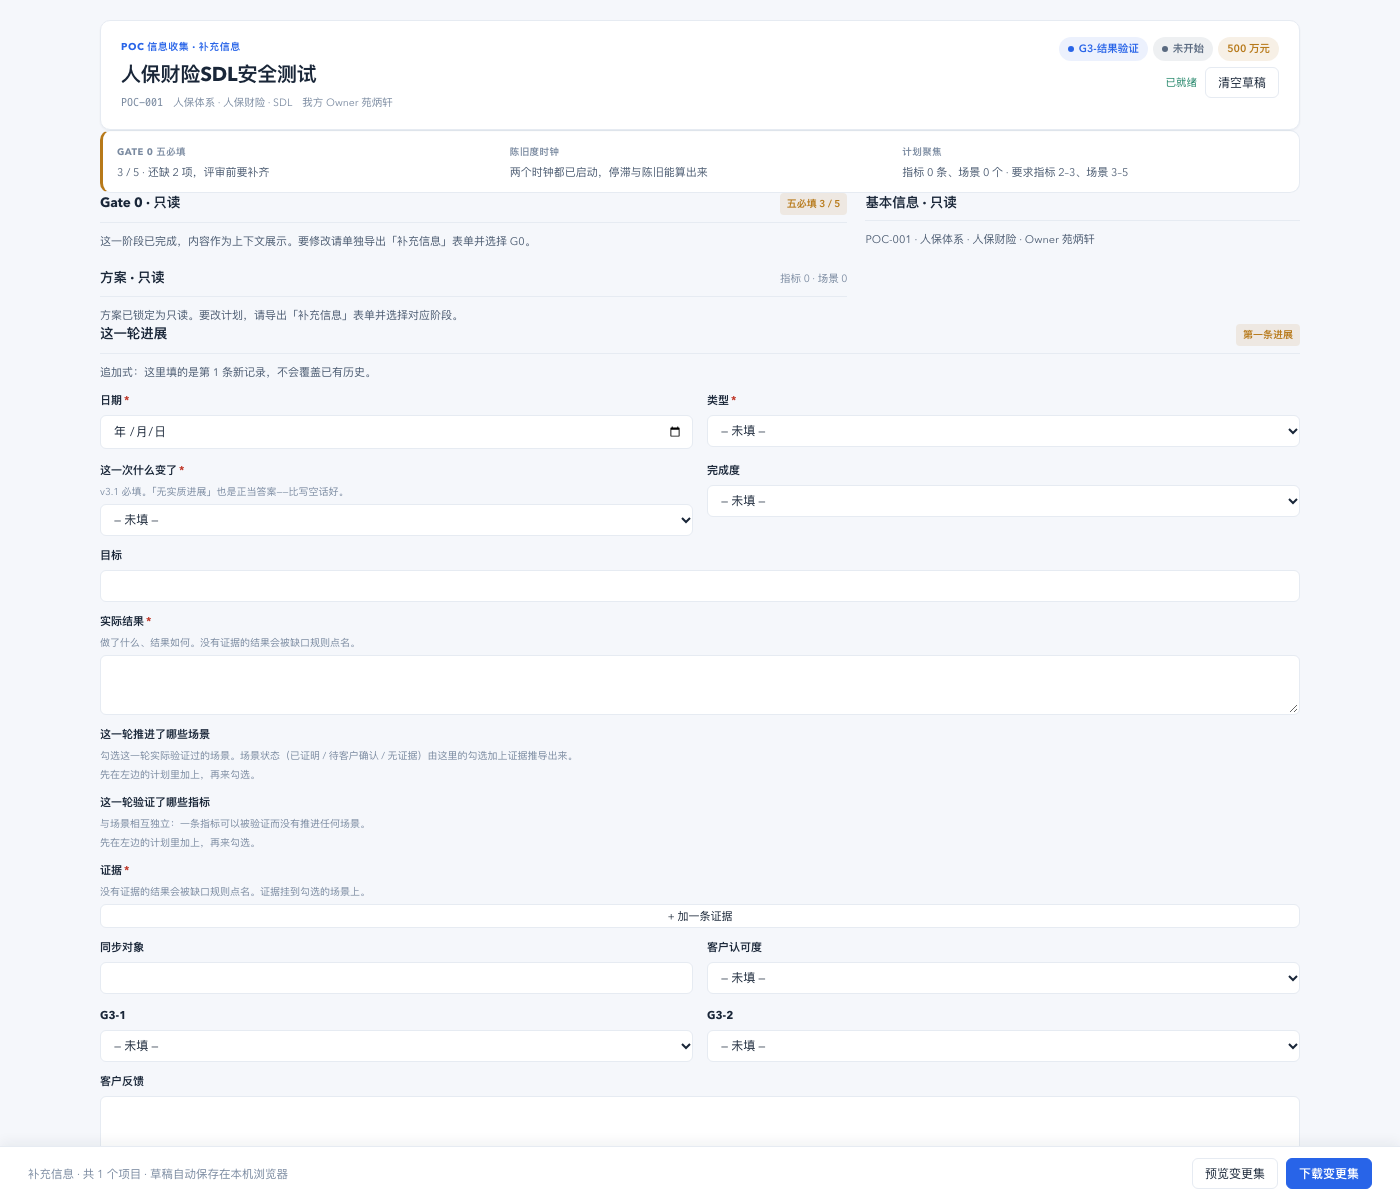 POC 信息收集 · 补充信息
人保财险SDL安全测试
POC-001 人保体系 · 人保财险 · SDL 我方 Owner 苑炳轩
G3-结果验证 未开始 500 万元
已就绪 清空草稿
GATE 0 五必填 陈旧度时钟 计划聚焦
3 / 5 · 还缺 2 项，评审前要补齐 两个时钟都已启动，停滞与陈旧能算出来 指标 0 条、场景 0 个 · 要求指标 2–3、场景 3–5
Gate 0 · 只读 五必填 3 / 5 基本信息 · 只读
这一阶段已完成，内容作为上下文展示。要修改请单独导出「补充信息」表单并选择 G0。 POC-001 · 人保体系 · 人保财险 · Owner 苑炳轩
方案 · 只读 指标 0 · 场景 0
方案已锁定为只读。要改计划，请导出「补充信息」表单并选择对应阶段。
这一轮进展 第一条进展
追加式：这里填的是第 1 条新记录，不会覆盖已有历史。
日期 * 类型 *
年 /月/日 – 未填 –
这一次什么变了 * 完成度
v3.1 必填。「无实质进展」也是正当答案——比写空话好。
– 未填 – – 未填 –
目标
实际结果 *
做了什么、结果如何。没有证据的结果会被缺口规则点名。
这一轮推进了哪些场景
勾选这一轮实际验证过的场景。场景状态（已证明 / 待客户确认 / 无证据）由这里的勾选加上证据推导出来。
先在左边的计划里加上，再来勾选。
这一轮验证了哪些指标
与场景相互独立：一条指标可以被验证而没有推进任何场景。
先在左边的计划里加上，再来勾选。
证据 *
没有证据的结果会被缺口规则点名。证据挂到勾选的场景上。
+ 加一条证据
同步对象 客户认可度
– 未填 –
G3-1 G3-2
– 未填 – – 未填 –
客户反馈
补充信息 · 共 1 个项目 · 草稿自动保存在本机浏览器 预览变更集 下载变更集